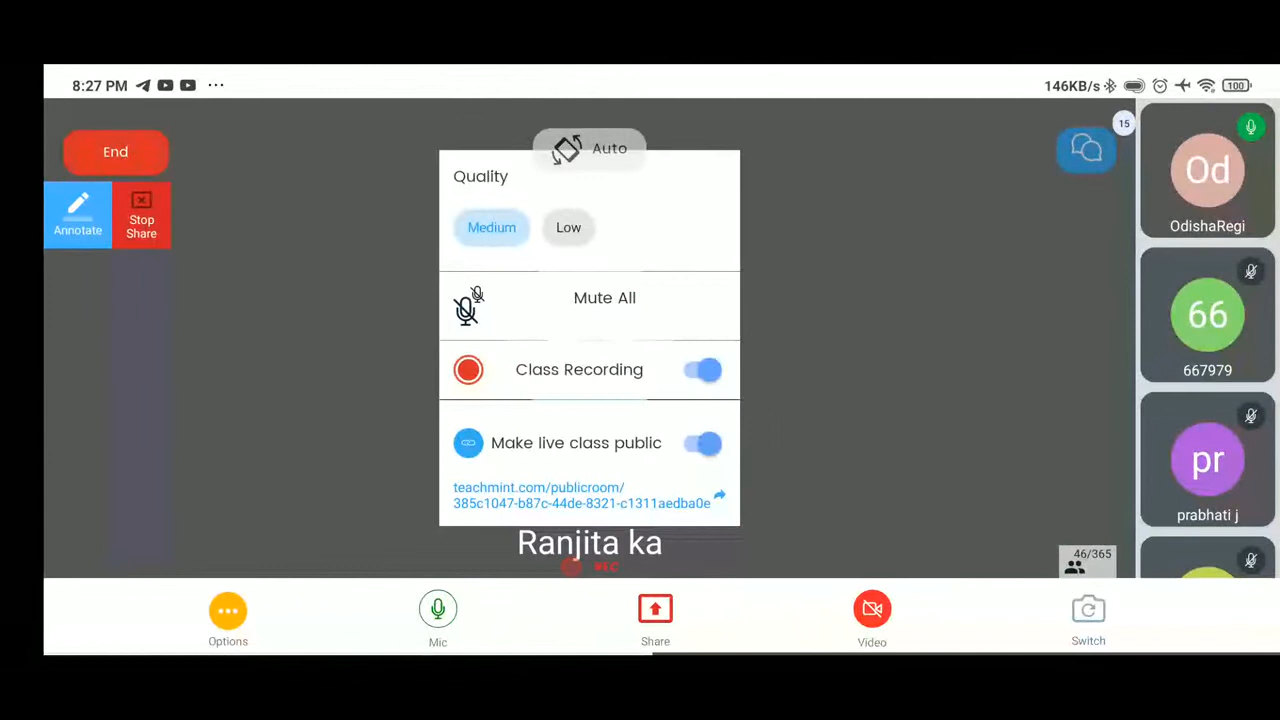 8:27 PM ...
146KB/s 100
End
Auto
15
Annotate
Stop
Share
Quality
Medium Low
Mute All
Class Recording
Make live class public
teachmint.com/publicroom/
385c1047-b87c-44de-8321-c1311aedba0e
Ranjita ka
REC
46/365
Od
OdishaRegi
66
667979
pr
prabhati j
Options
Mic
Share
Video
Switch